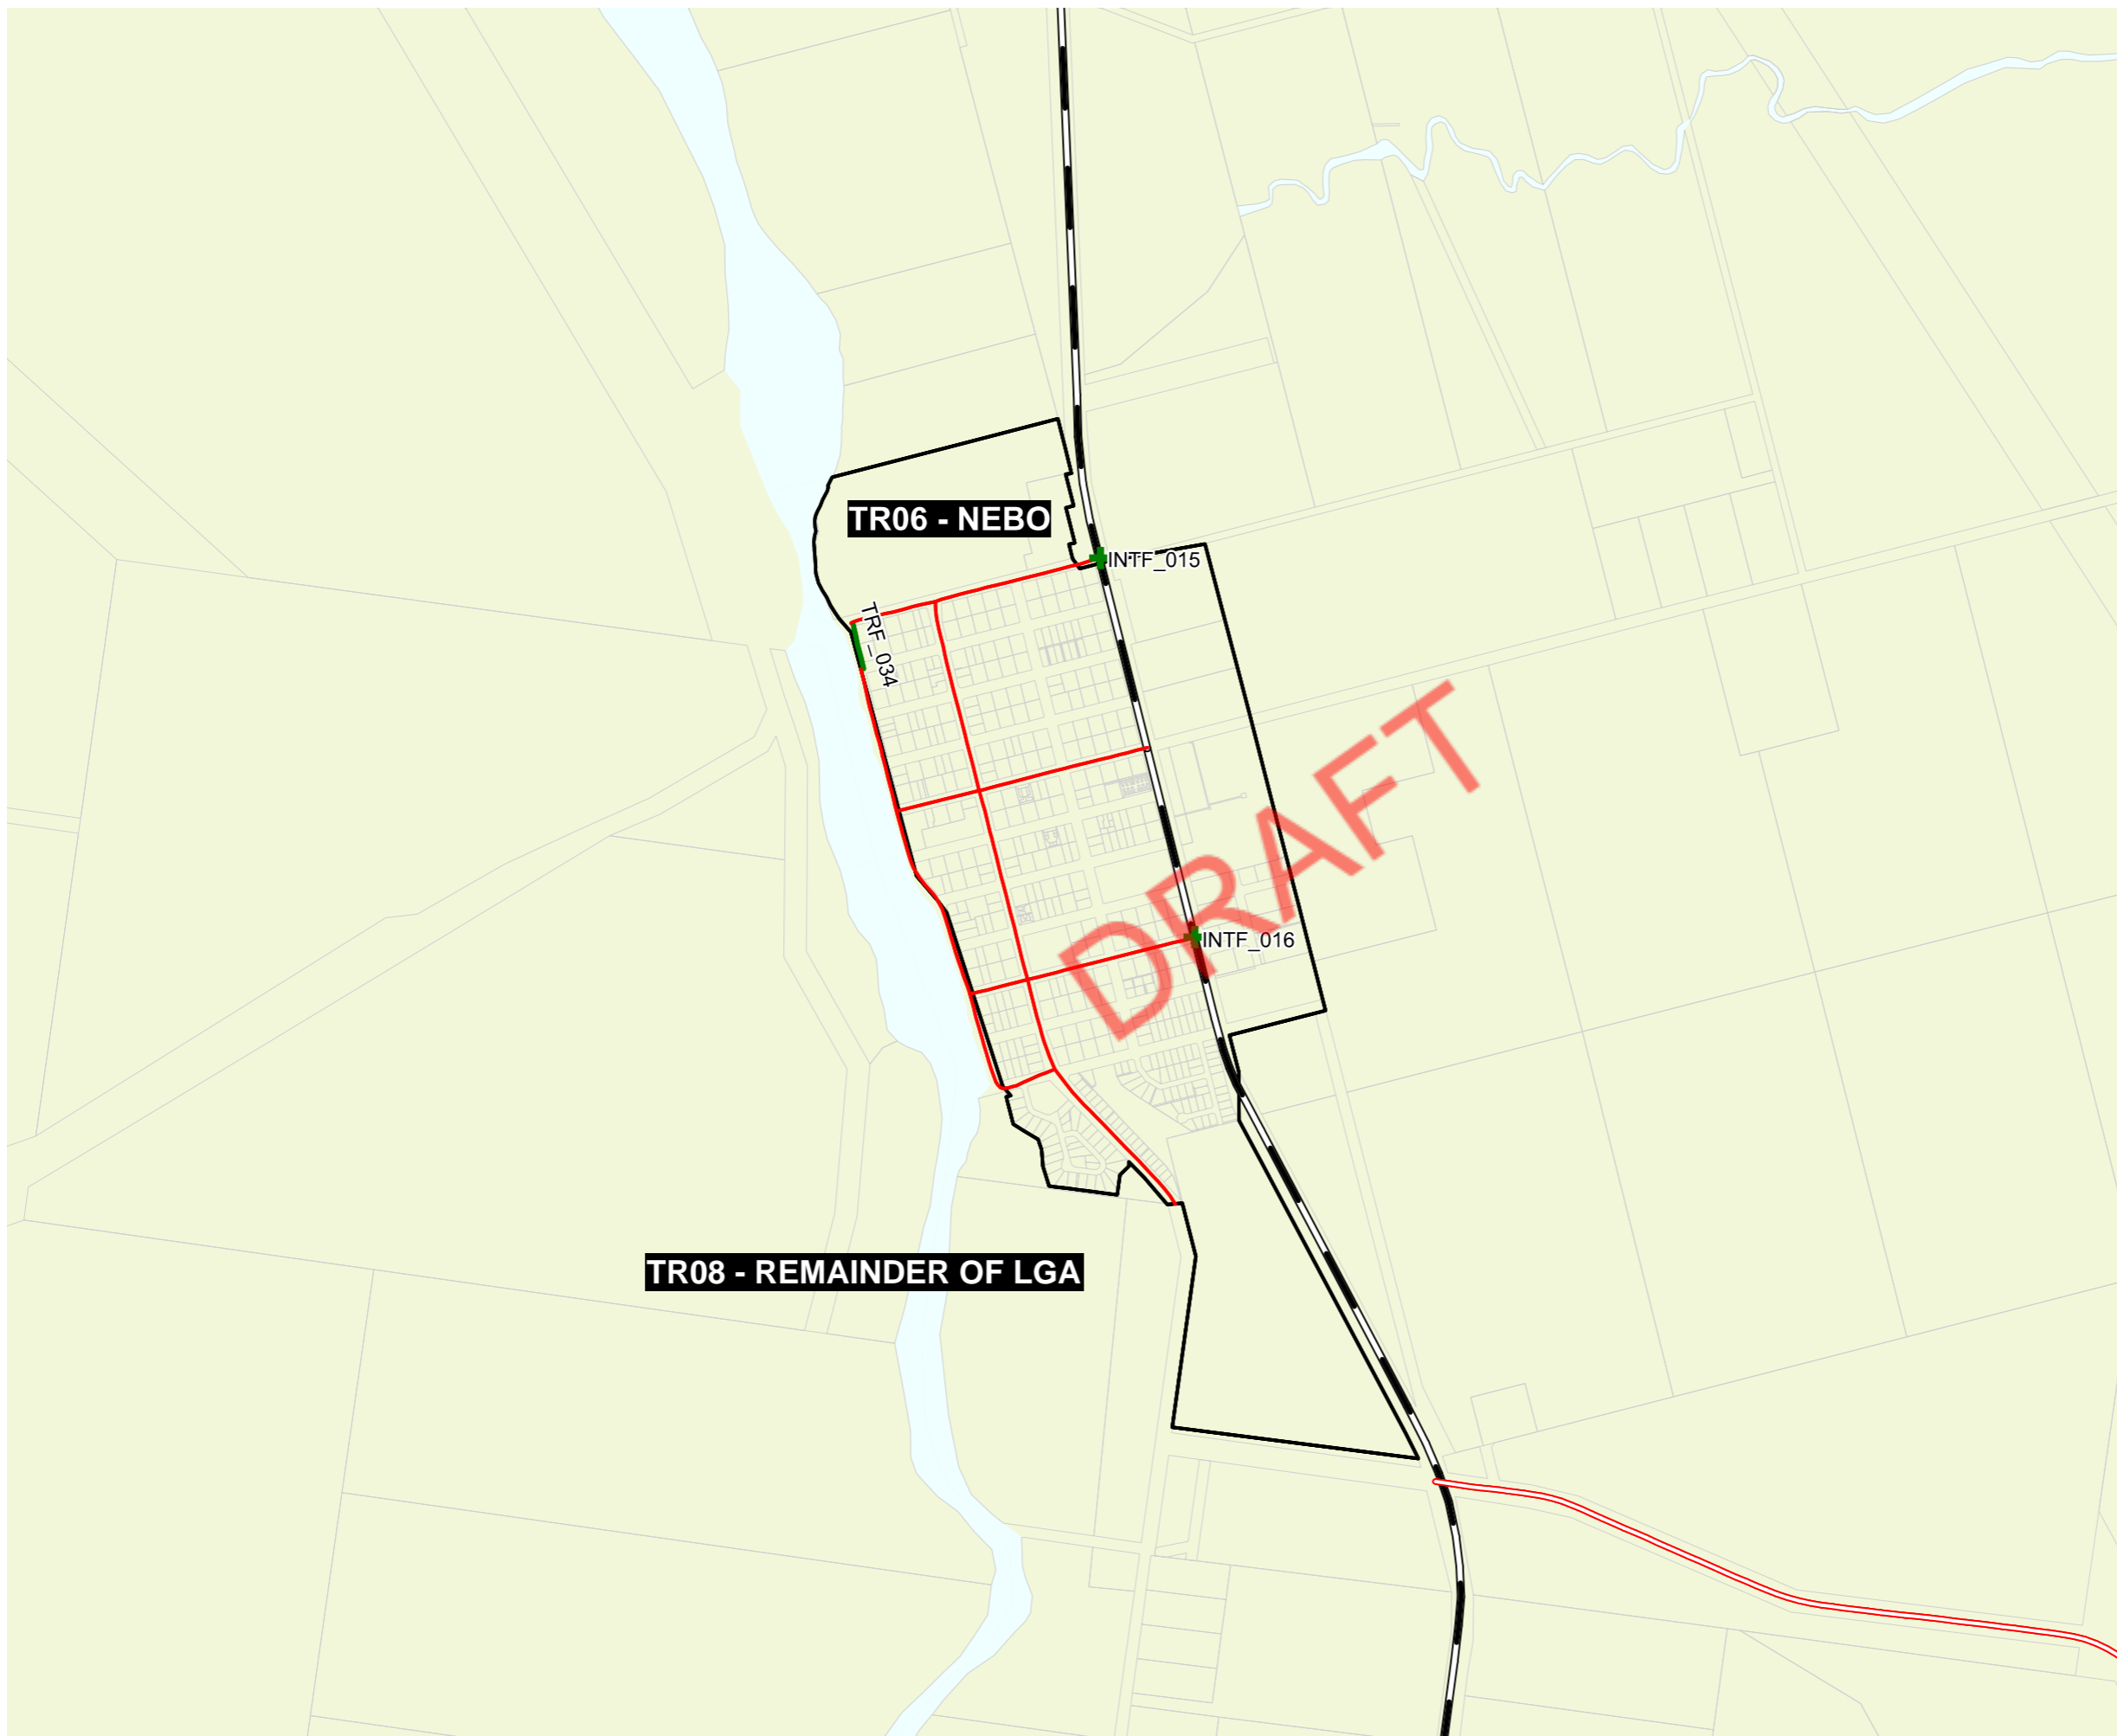 TR06 - NEBO
INTF_015
TRF_034
DRAFT
INTF_016
TR08 - REMAINDER OF LGA